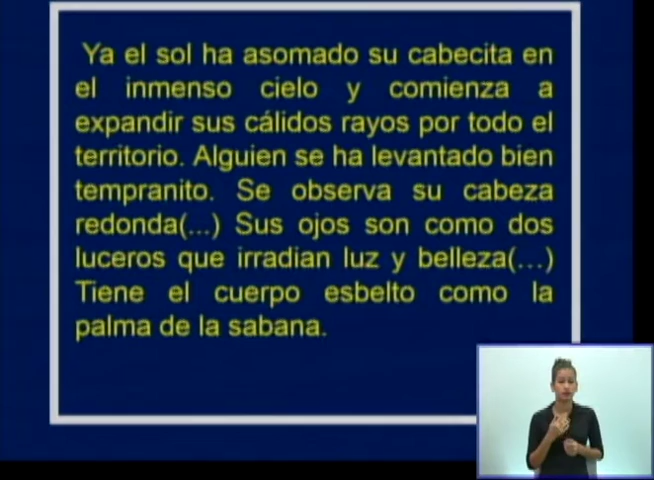 Ya el sol ha asomado su cabecita en
el inmenso cielo y comienza a
expandir sus cálidos rayos por todo el
territorio. Alguien se ha levantado bien
tempranito. Se observa su cabeza
redonda(...) Sus ojos son como dos
luceros que irradian luz y belleza(...)
Tiene el cuerpo esbelto como la
palma de la sabana.